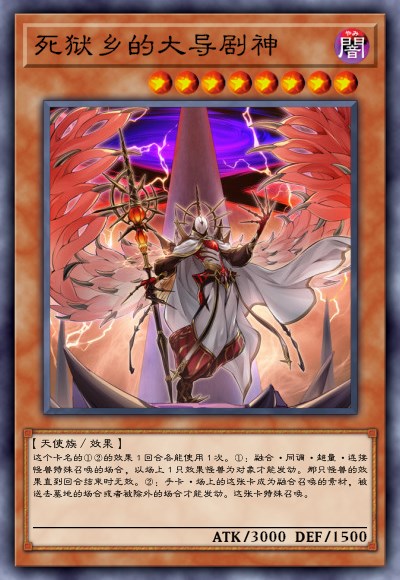 死狱乡的大导剧神
やみ
闇
【天使族／效果】
这个卡名的①②的效果1回合各能使用1次。①：融合·同调·超量·连接
怪兽特殊召唤的场合，以场上1只效果怪兽为对象才能发动。那只怪兽的效
果直到回合结束时无效。②：手卡·场上的这张卡成为融合召唤的素材，被
送去墓地的场合或者被除外的场合才能发动。这张卡特殊召唤。
ATK/3000 DEF/1500